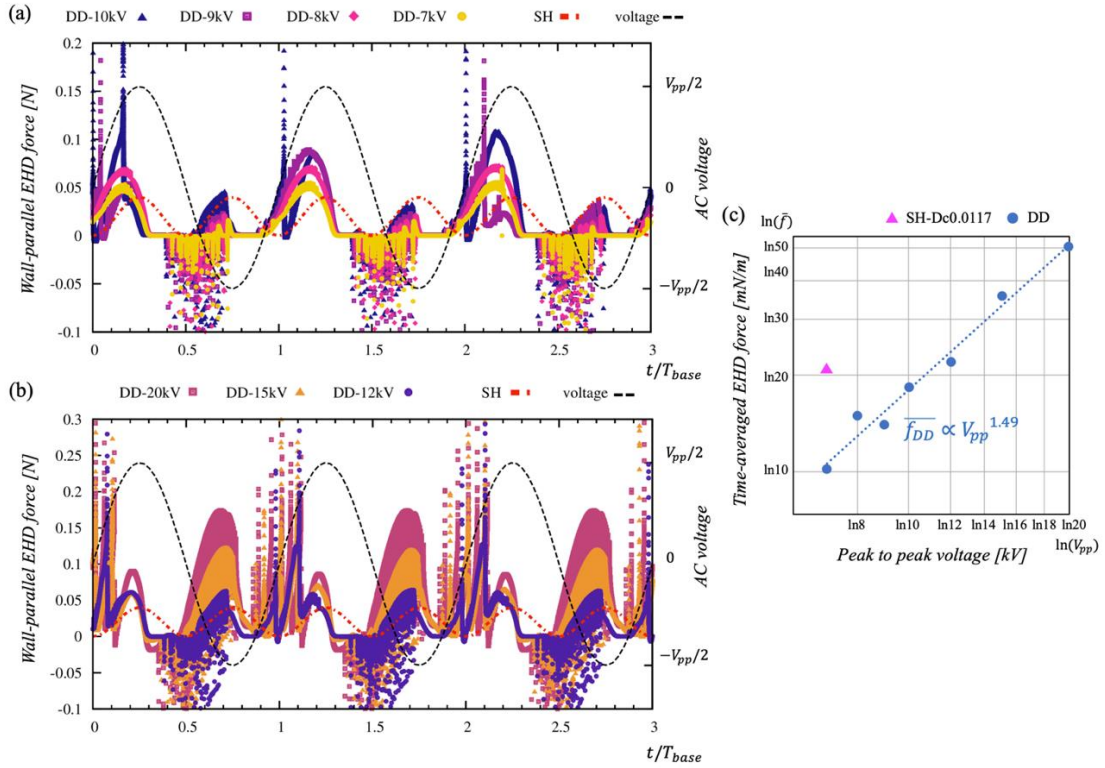 (a)
DD-10kV DD-9kV DD-8kV DD-7kV SH voltage
Wall-parallel EHD force [N]
0.2
0.15
0.1
0.05
0
-0.05
-0.1
V_pp/2
0
−V_pp/2
AC voltage
0 0.5 1 1.5 2 2.5 3
t/T_base
(b)
DD-20kV DD-15kV DD-12kV SH voltage
Wall-parallel EHD force [N]
0.3
0.25
0.2
0.15
0.1
0.05
0
-0.05
-0.1
V_pp/2
0
−V_pp/2
AC voltage
0 0.5 1 1.5 2 2.5 3
t/T_base
(c)
ln(f̄)
SH-Dc0.0117 DD
Time-averaged EHD force [mN/m]
ln50
ln40
ln30
ln20
ln10
\overline{f_{DD}} ∝ V_pp^1.49
ln8 ln10 ln12 ln14 ln16 ln18 ln20
ln(V_pp)
Peak to peak voltage [kV]